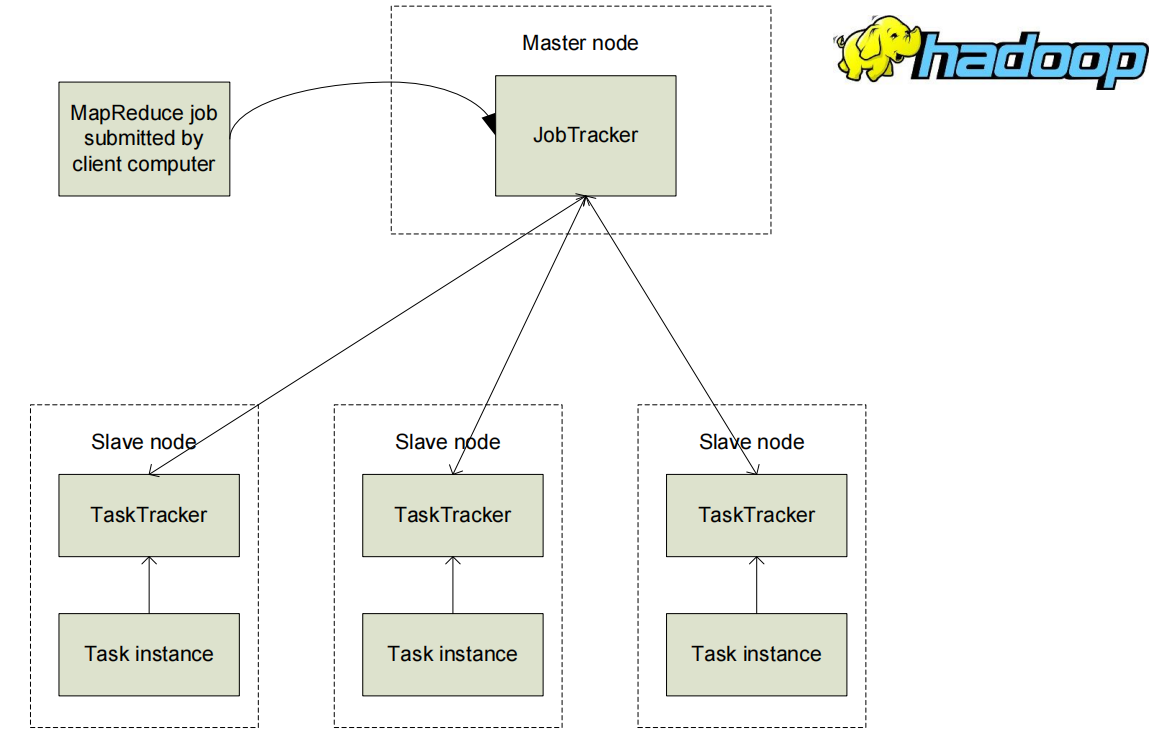 Master node
hadoop
MapReduce job
submitted by
client computer
JobTracker
Slave node
Slave node
Slave node
TaskTracker
TaskTracker
TaskTracker
Task instance
Task instance
Task instance